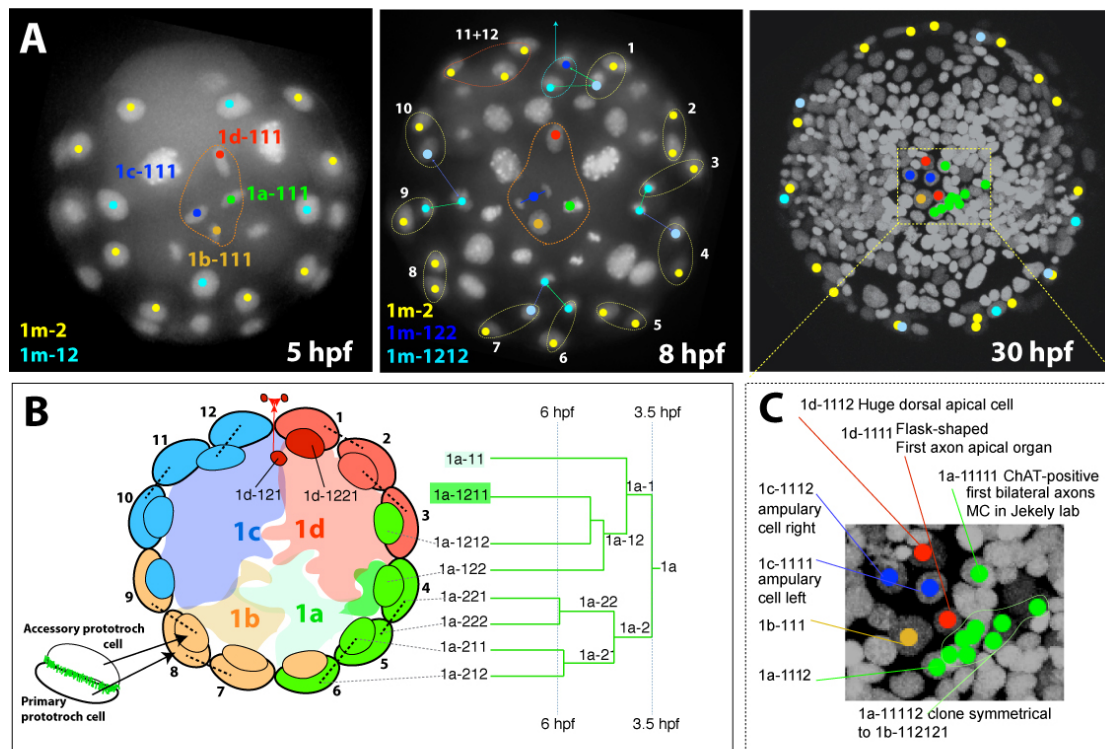 A
1d-111
1c-111
1a-111
1b-111
1m-2
1m-12
5 hpf
11+12
1
10
2
3
9
4
8
5
7
6
1m-2
1m-122
1m-1212
8 hpf
30 hpf
B
12
1
11
2
10
3
9
4
8
5
7
6
1d-121
1d-1221
1c
1d
1b
1a
Accessory prototroch
cell
Primary
prototroch cell
6 hpf
3.5 hpf
1a-11
1a-1
1a-1211
1a-12
1a-1212
1a-122
1a
1a-221
1a-22
1a-222
1a-2
1a-211
1a-2
1a-212
6 hpf
3.5 hpf
C
1d-1112 Huge dorsal apical cell
1d-1111 Flask-shaped
First axon apical organ
1a-11111 ChAT-positive
first bilateral axons
MC in Jekely lab
1c-1112
ampulary
cell right
1c-1111
ampulary
cell left
1b-111
1a-1112
1a-11112 clone symmetrical
to 1b-112121